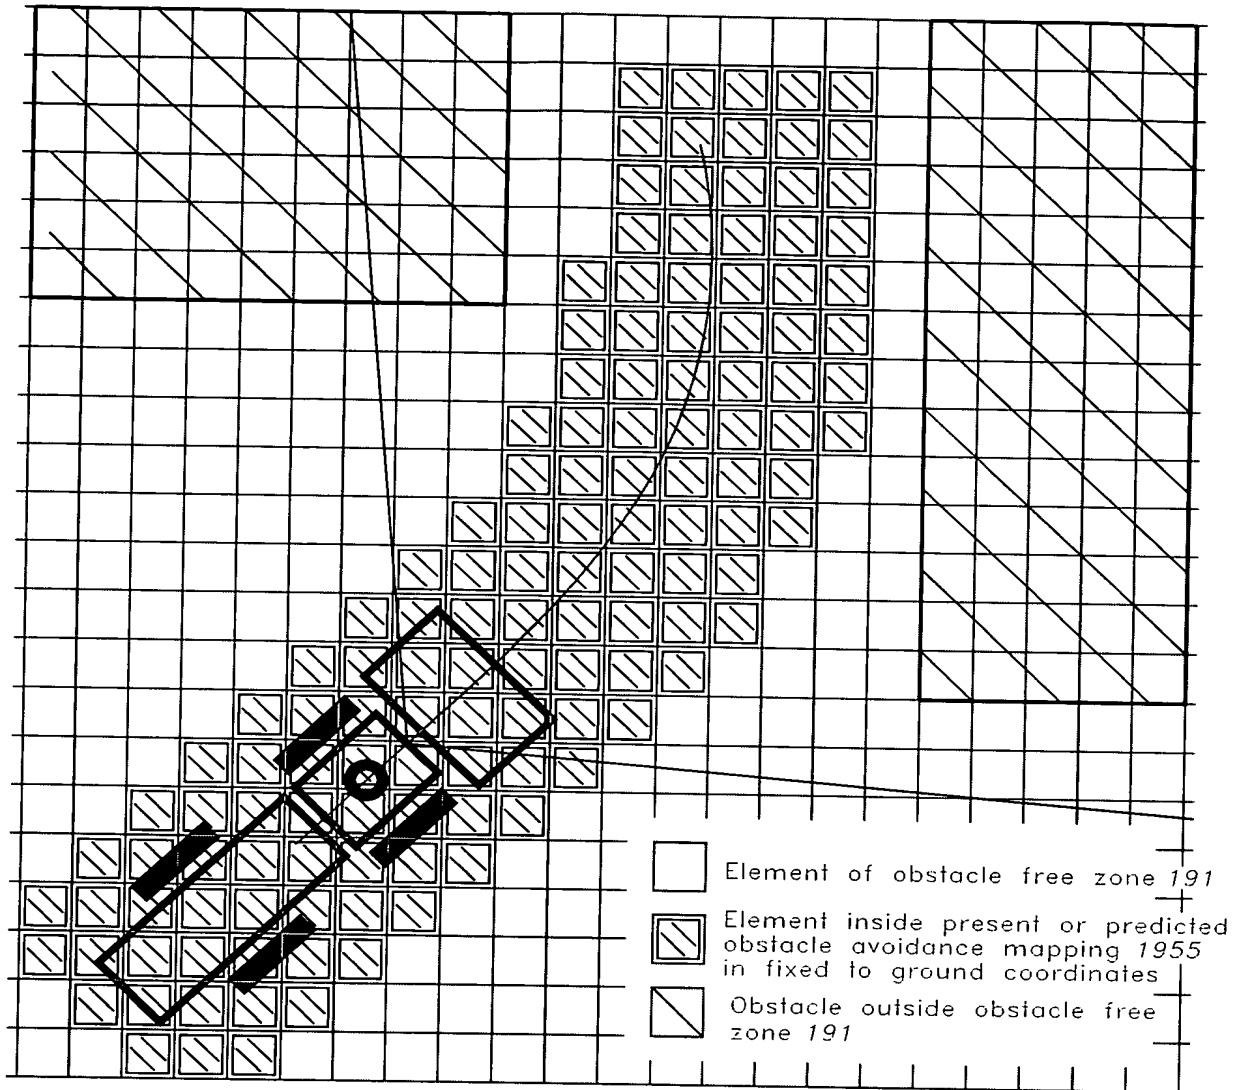 Element of obstacle free zone 191
Element inside present or predicted
obstacle avoidance mapping 1955
in fixed to ground coordinates
Obstacle outside obstacle free
zone 191